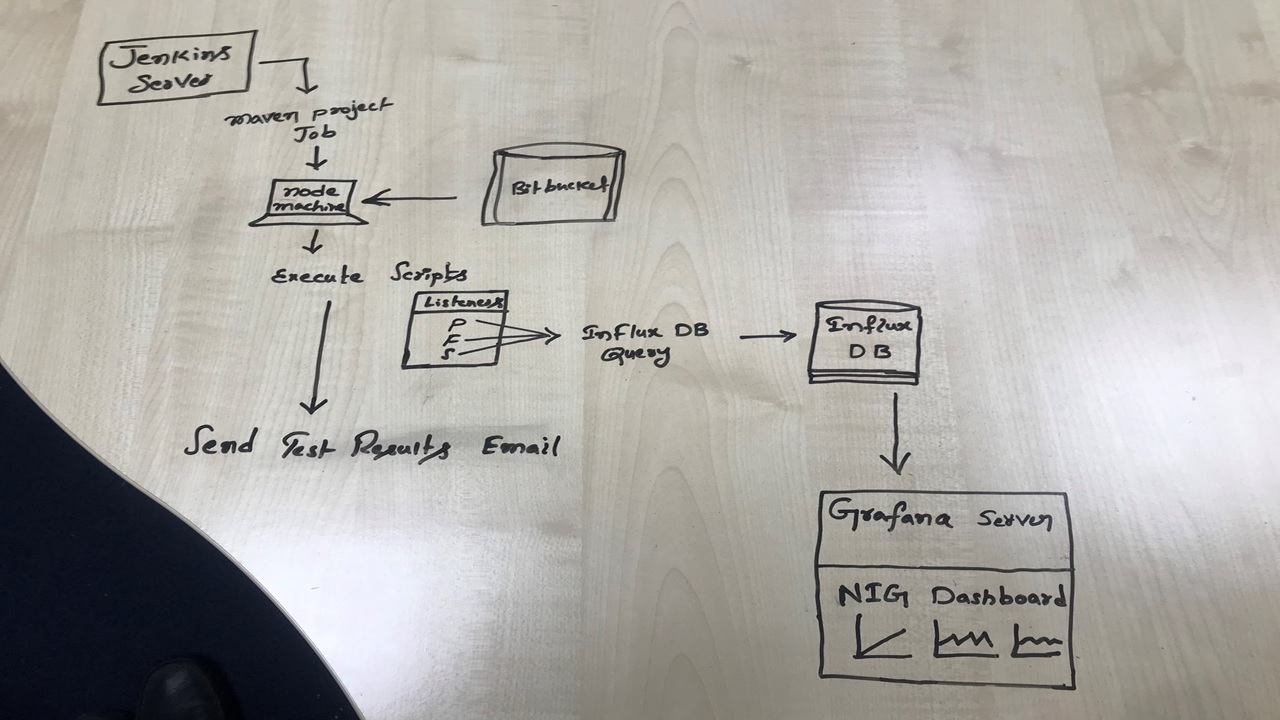 Jenkins
Server
maven project
Job
node
machine
Bitbucket
Execute Scripts
Listeners
P
F
S
Influx DB
Query
Influx
DB
Send Test Results Email
Grafana Server
NIG Dashboard